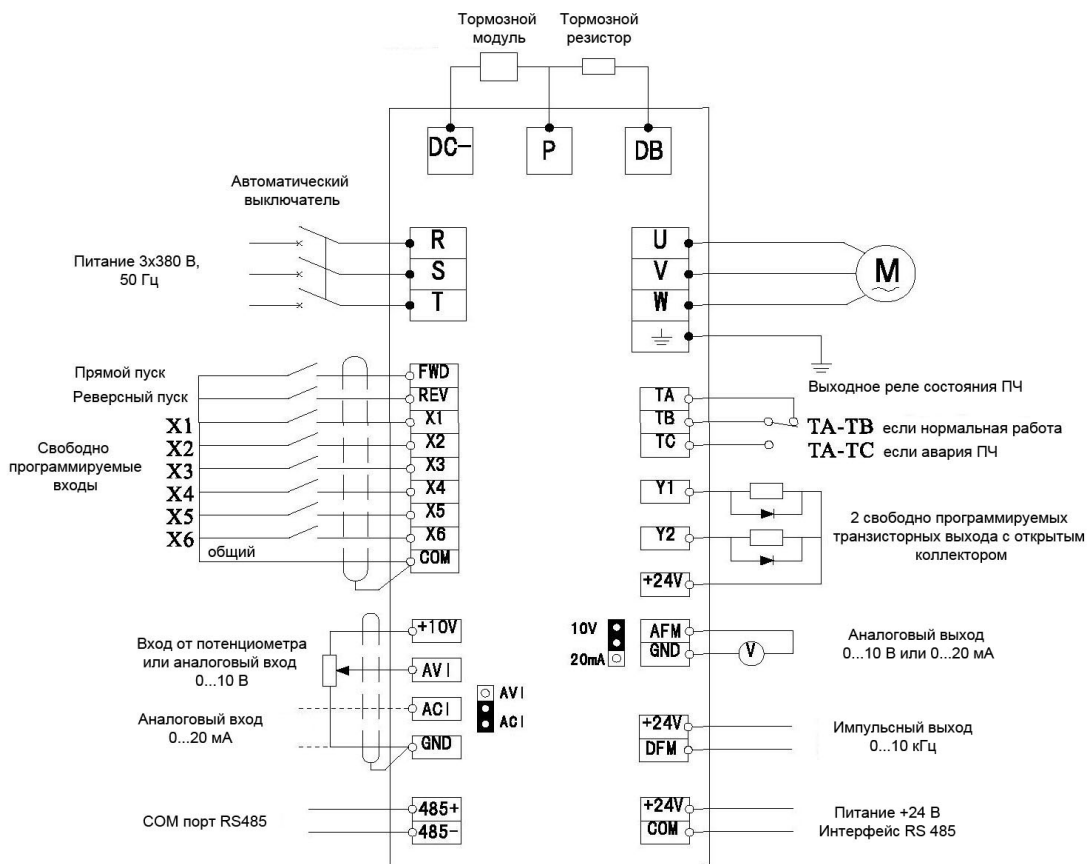 Тормозной
модуль
Тормозной
резистор
DC-
P
DB
Автоматический
выключатель
Питание 3х380 В,
50 Гц
R
S
T
U
V
W
M
Прямой пуск
Реверсный пуск
X1
X2
X3
X4
X5
X6
Свободно
программируемые
входы
общий
FWD
REV
X1
X2
X3
X4
X5
X6
COM
Выходное реле состояния ПЧ
TA
TB
TC
TA-TB если нормальная работа
TA-TC если авария ПЧ
Y1
Y2
+24V
2 свободно программируемых
транзисторных выхода с открытым
коллектором
Вход от потенциометра
или аналоговый вход
0...10 В
Аналоговый вход
0...20 мА
+10V
AVI
ACI
GND
AVI
ACI
10V
20mA
AFM
GND
V
Аналоговый выход
0...10 В или 0...20 мА
+24V
DFM
Импульсный выход
0...10 кГц
COM порт RS485
485+
485-
+24V
COM
Питание +24 В
Интерфейс RS 485